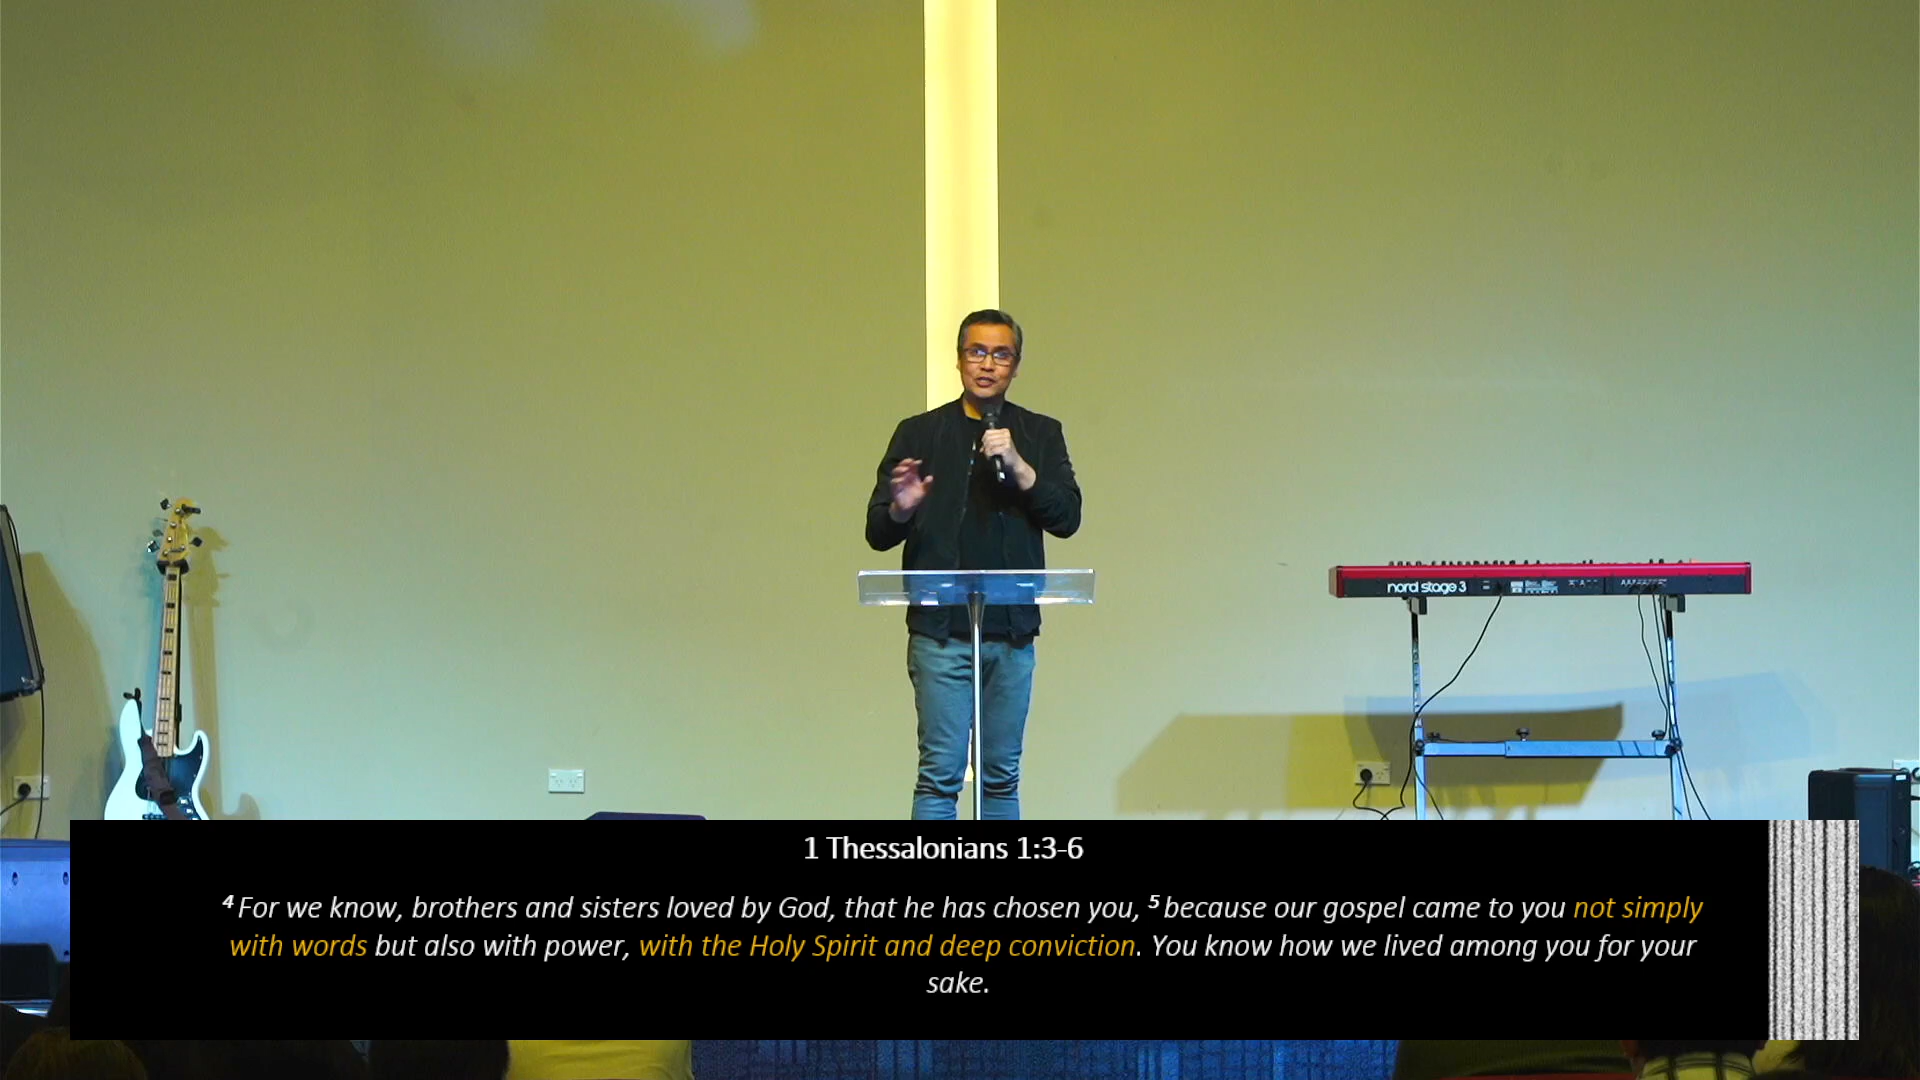 nord stage 3
1 Thessalonians 1:3-6
⁴ For we know, brothers and sisters loved by God, that he has chosen you, ⁵ because our gospel came to you not simply
with words but also with power, with the Holy Spirit and deep conviction. You know how we lived among you for your
sake.